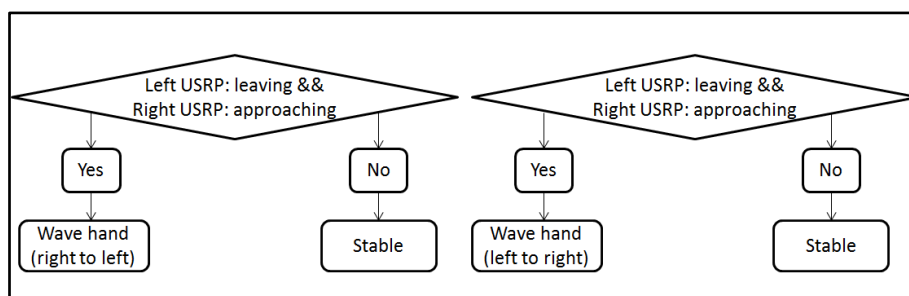 Left USRP: leaving &&
Right USRP: approaching
Yes
No
Wave hand
(right to left)
Stable
Left USRP: leaving &&
Right USRP: approaching
Yes
No
Wave hand
(left to right)
Stable